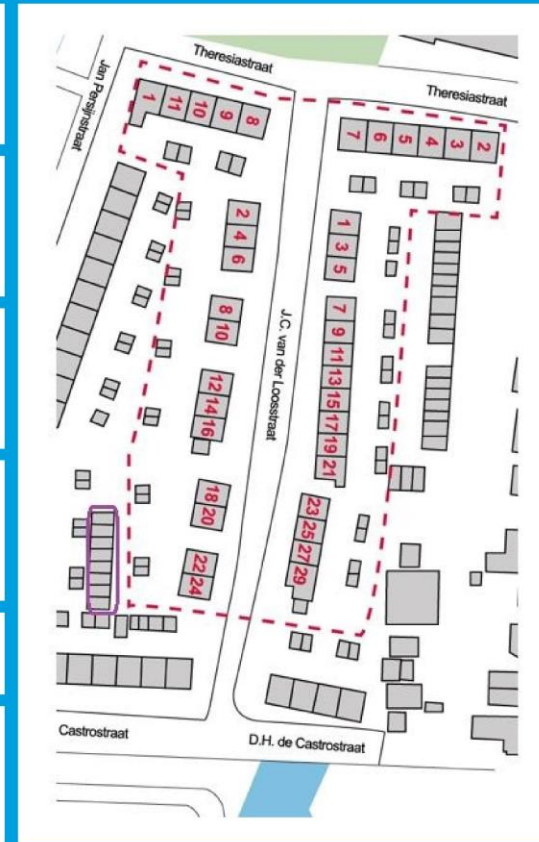 Theresiastraat
Theresiastraat
Jan Persijnstraat
1 11 10 9 8
7 6 5 4 3 2
2 4 6
1 3 5
8 10
J.C. van der Loosstraat
7 9 11 13 15 17 19 21
12 14 16
18 20
23 25 27 29
22 24
Castrostraat
D.H. de Castrostraat